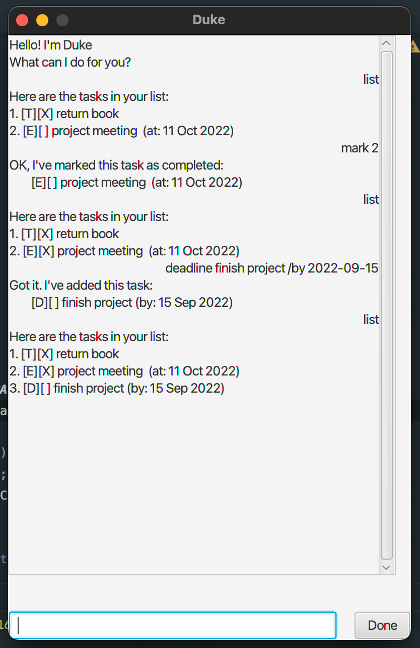 Duke
Hello! I'm Duke
What can I do for you?
list
Here are the tasks in your list:
1. [T][X] return book
2. [E][ ] project meeting  (at: 11 Oct 2022)
mark 2
OK, I've marked this task as completed:
[E][ ] project meeting  (at: 11 Oct 2022)
list
Here are the tasks in your list:
1. [T][X] return book
2. [E][X] project meeting  (at: 11 Oct 2022)
deadline finish project /by 2022-09-15
Got it. I've added this task:
[D][ ] finish project (by: 15 Sep 2022)
list
Here are the tasks in your list:
1. [T][X] return book
2. [E][X] project meeting  (at: 11 Oct 2022)
3. [D][ ] finish project (by: 15 Sep 2022)
Done